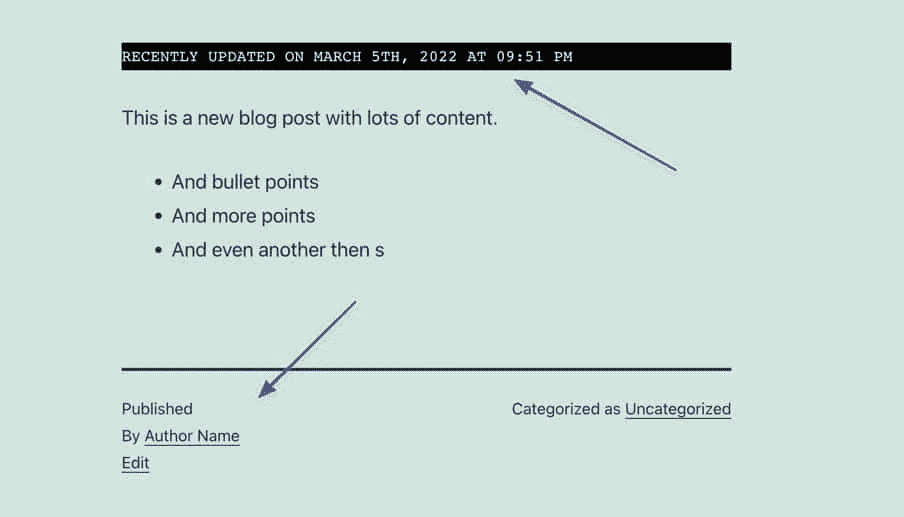 RECENTLY UPDATED ON MARCH 5TH, 2022 AT 09:51 PM
This is a new blog post with lots of content.
• And bullet points
• And more points
• And even another then s
Published
Categorized as Uncategorized
By Author Name
Edit